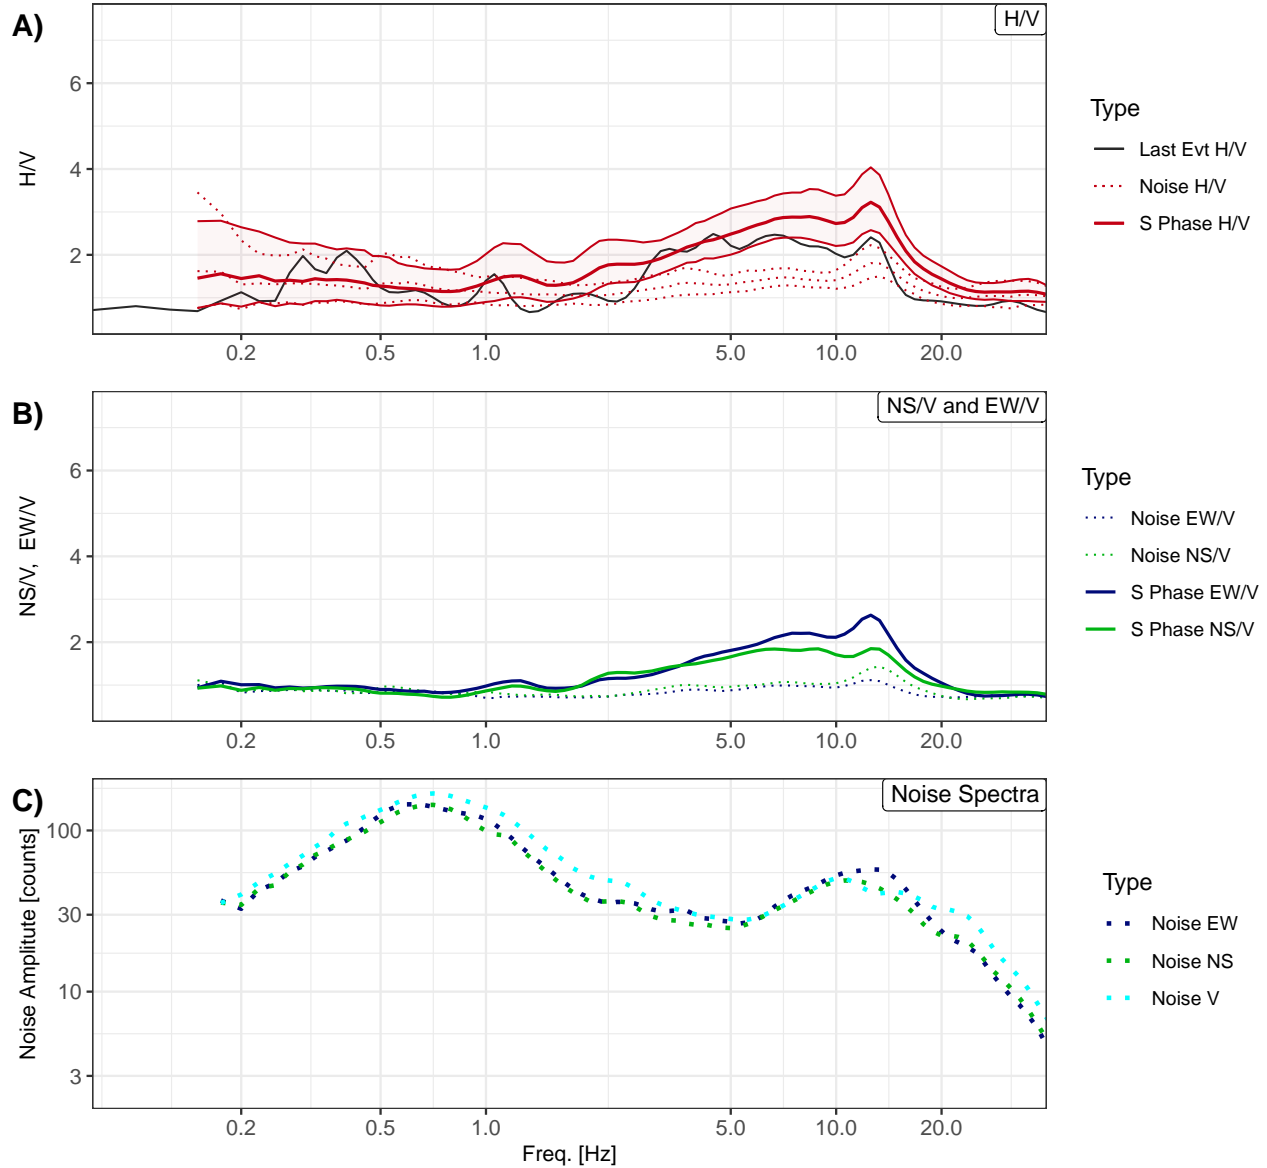 A)
H/V
6
4
2
H/V
0.2 0.5 1.0 5.0 10.0 20.0
Type
Last Evt H/V
Noise H/V
S Phase H/V
B)
NS/V and EW/V
6
4
2
NS/V, EW/V
0.2 0.5 1.0 5.0 10.0 20.0
Type
Noise EW/V
Noise NS/V
S Phase EW/V
S Phase NS/V
C)
Noise Spectra
100
30
10
3
Noise Amplitute [counts]
0.2 0.5 1.0 5.0 10.0 20.0
Freq. [Hz]
Type
Noise EW
Noise NS
Noise V